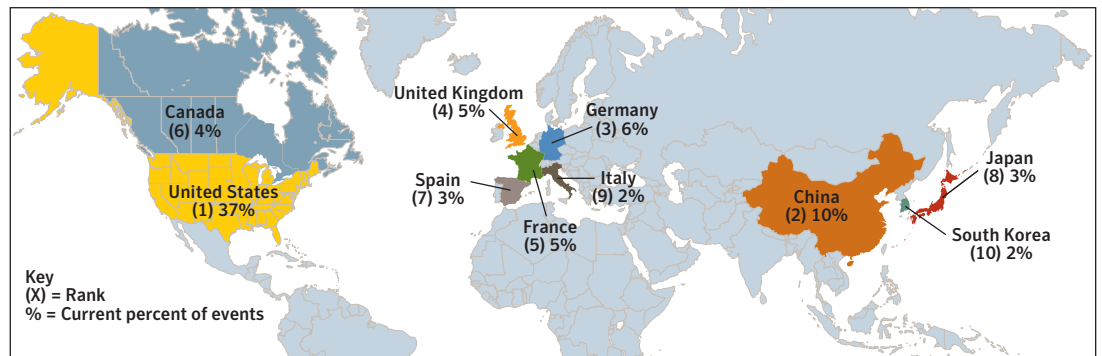 Canada
(6) 4%
United States
(1) 37%
United Kingdom
(4) 5%
Germany
(3) 6%
Spain
(7) 3%
Italy
(9) 2%
France
(5) 5%
China
(2) 10%
Japan
(8) 3%
South Korea
(10) 2%
Key
(X) = Rank
% = Current percent of events